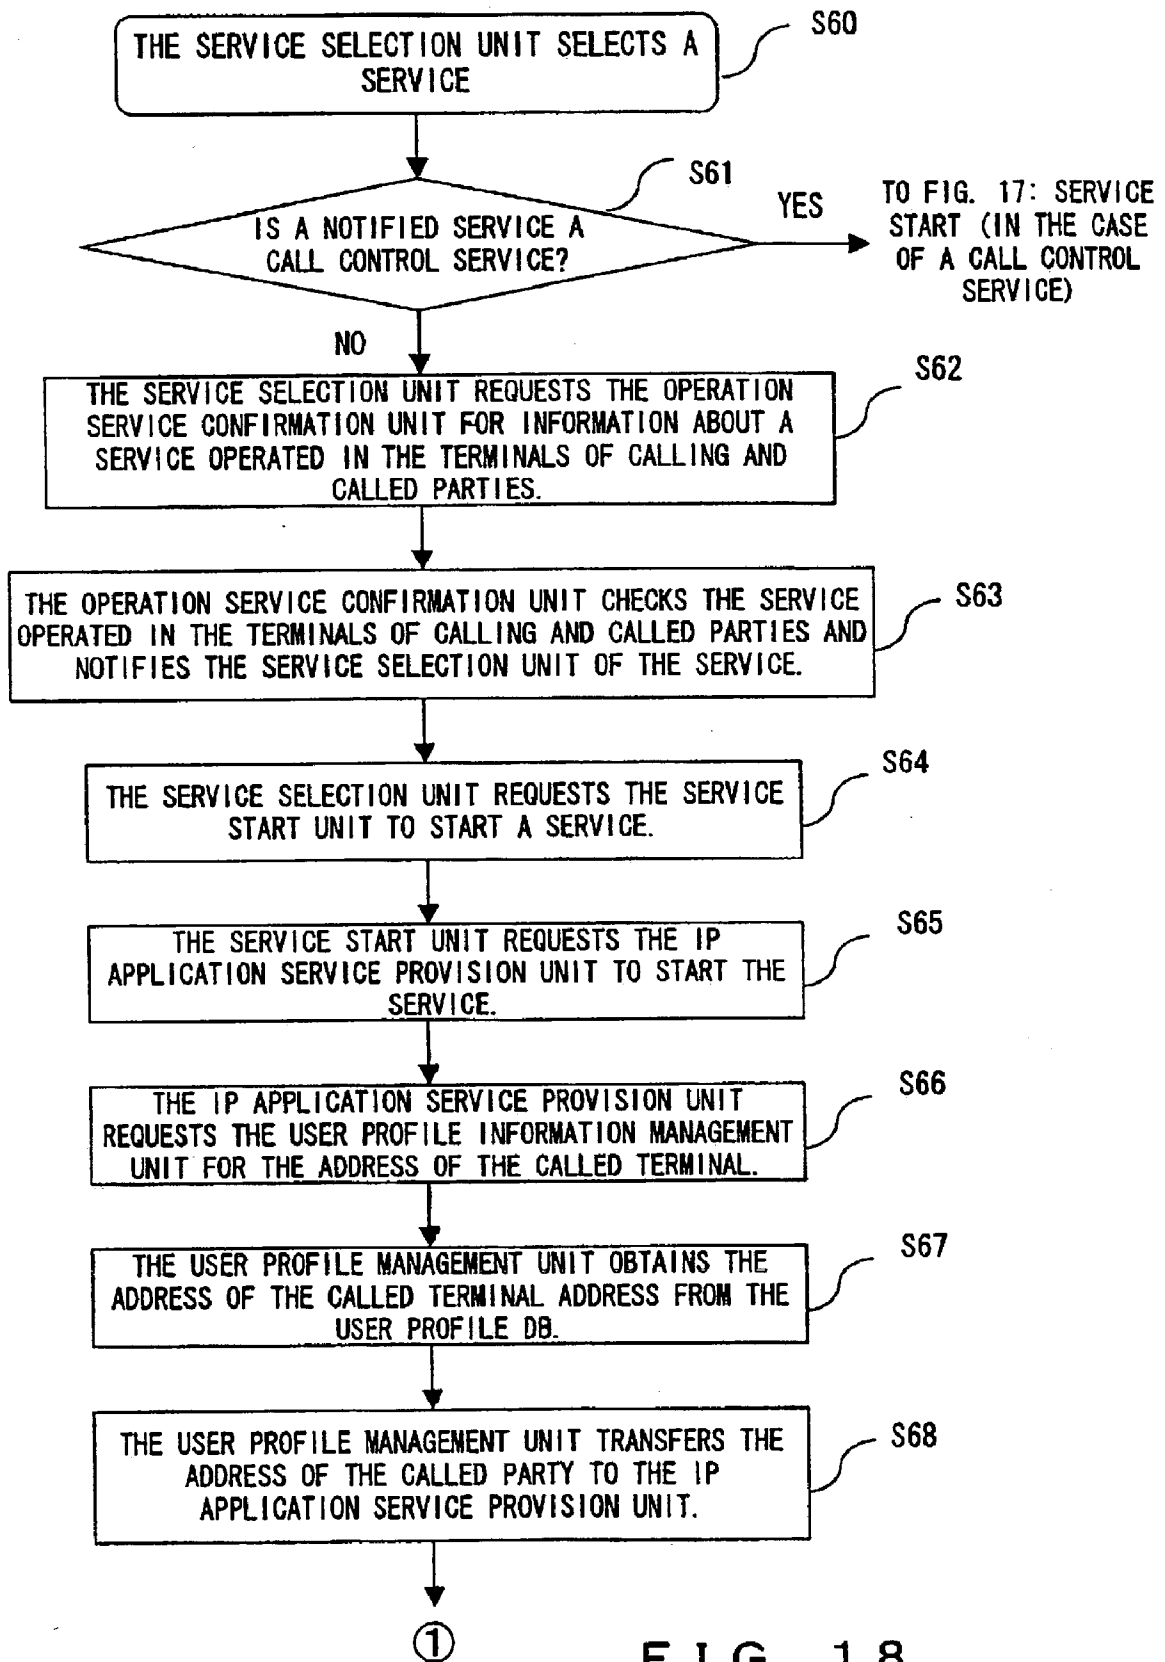 THE SERVICE SELECTION UNIT SELECTS A
SERVICE
S60
IS A NOTIFIED SERVICE A
CALL CONTROL SERVICE?
S61
YES
TO FIG. 17: SERVICE
START (IN THE CASE
OF A CALL CONTROL
SERVICE)
NO
THE SERVICE SELECTION UNIT REQUESTS THE OPERATION
SERVICE CONFIRMATION UNIT FOR INFORMATION ABOUT A
SERVICE OPERATED IN THE TERMINALS OF CALLING AND
CALLED PARTIES.
S62
THE OPERATION SERVICE CONFIRMATION UNIT CHECKS THE SERVICE
OPERATED IN THE TERMINALS OF CALLING AND CALLED PARTIES AND
NOTIFIES THE SERVICE SELECTION UNIT OF THE SERVICE.
S63
THE SERVICE SELECTION UNIT REQUESTS THE SERVICE
START UNIT TO START A SERVICE.
S64
THE SERVICE START UNIT REQUESTS THE IP
APPLICATION SERVICE PROVISION UNIT TO START THE
SERVICE.
S65
THE IP APPLICATION SERVICE PROVISION UNIT
REQUESTS THE USER PROFILE INFORMATION MANAGEMENT
UNIT FOR THE ADDRESS OF THE CALLED TERMINAL.
S66
THE USER PROFILE MANAGEMENT UNIT OBTAINS THE
ADDRESS OF THE CALLED TERMINAL ADDRESS FROM THE
USER PROFILE DB.
S67
THE USER PROFILE MANAGEMENT UNIT TRANSFERS THE
ADDRESS OF THE CALLED PARTY TO THE IP
APPLICATION SERVICE PROVISION UNIT.
S68
①
FIG. 18